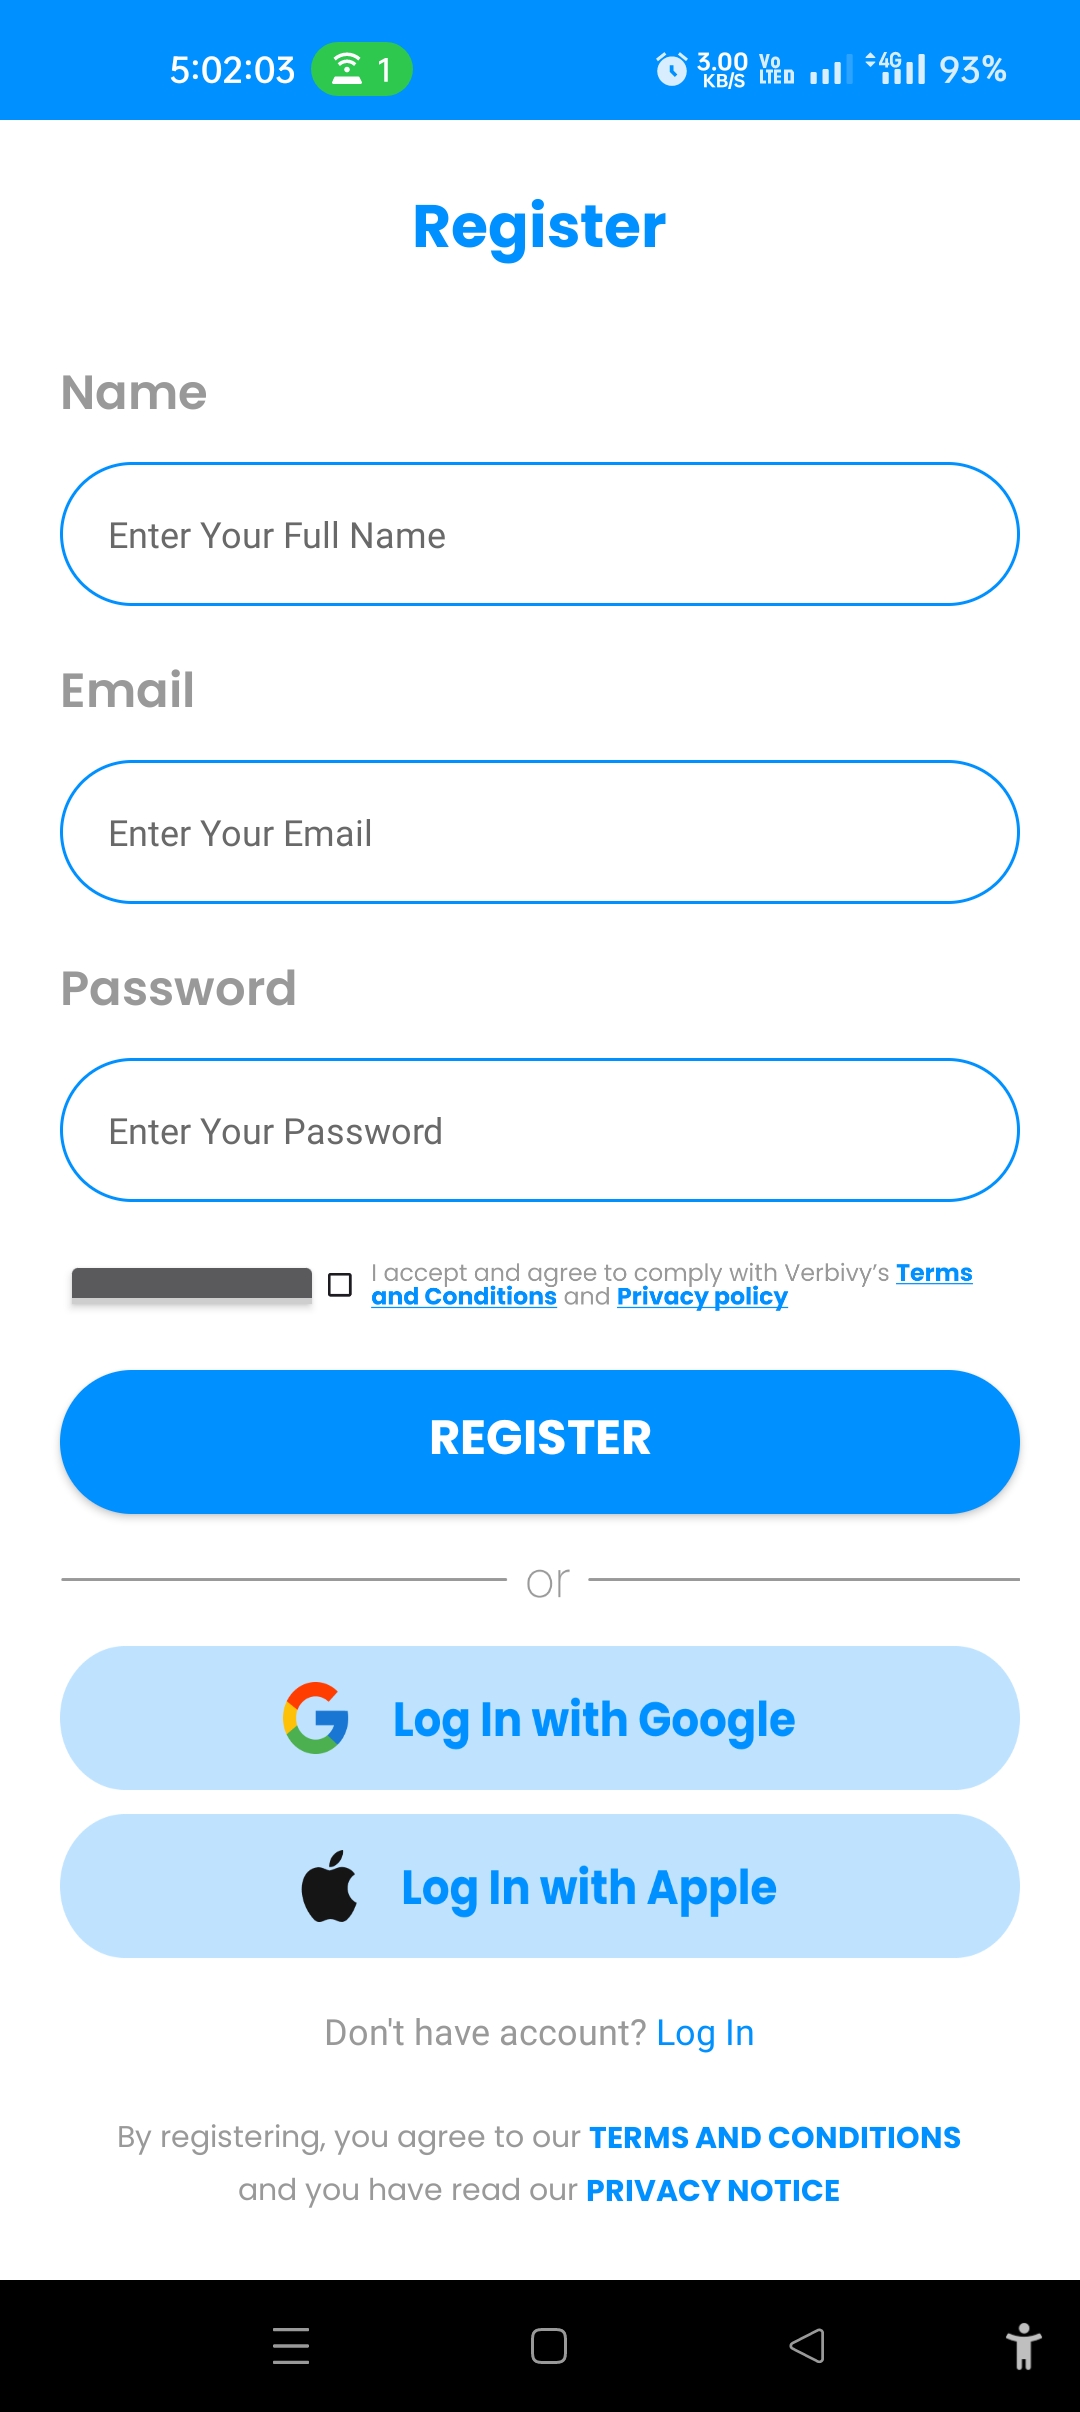 5:02:03 1 3.00 KB/S Vo LTE D 4G 93%
Register
Name
Enter Your Full Name
Email
Enter Your Email
Password
Enter Your Password
I accept and agree to comply with Verbivy’s Terms
and Conditions and Privacy policy
REGISTER
or
Log In with Google
Log In with Apple
Don't have account? Log In
By registering, you agree to our TERMS AND CONDITIONS
and you have read our PRIVACY NOTICE